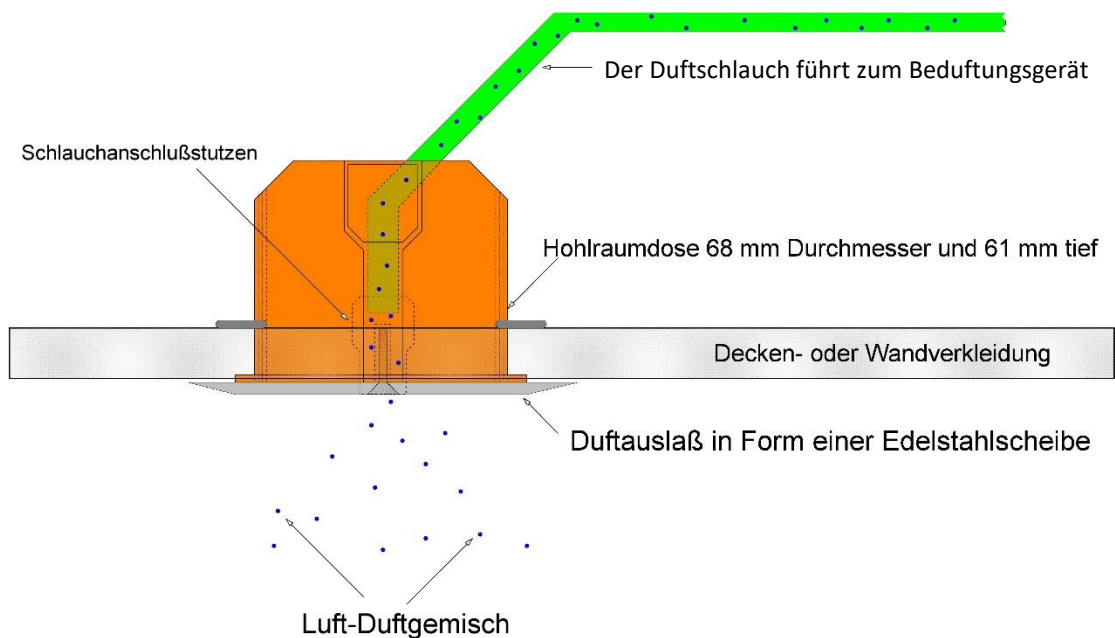 Der Duftschlauch führt zum Beduftungsgerät
Schlauchanschlußstutzen
Hohlraumdose 68 mm Durchmesser und 61 mm tief
Decken- oder Wandverkleidung
Duftauslaß in Form einer Edelstahlscheibe
Luft-Duftgemisch